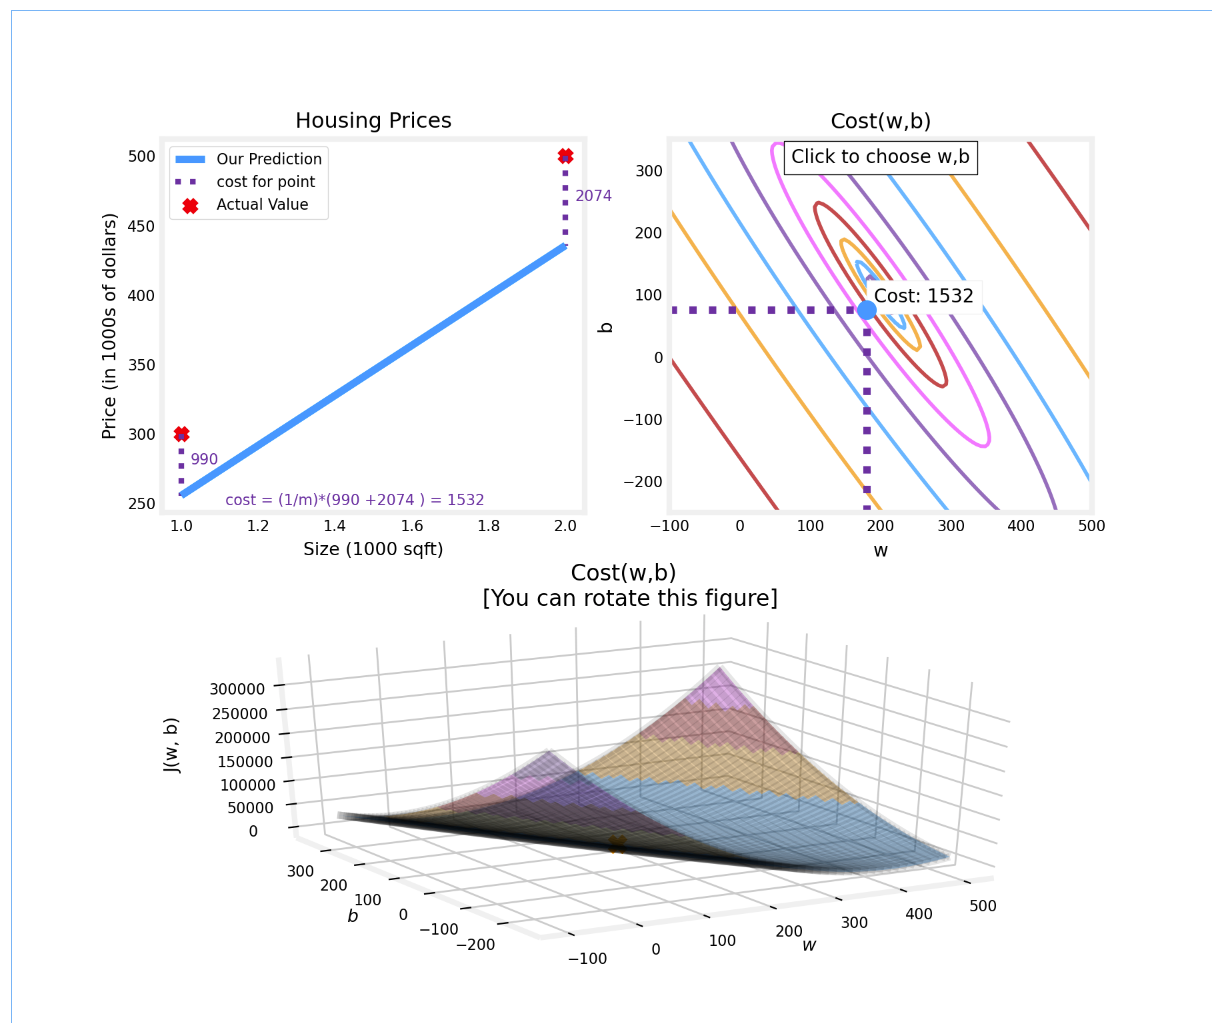 Housing Prices
500
450
400
350
300
250
Price (in 1000s of dollars)
Our Prediction
cost for point
Actual Value
2074
990
cost = (1/m)*(990 +2074 ) = 1532
1.0
1.2
1.4
1.6
1.8
2.0
Size (1000 sqft)
Cost(w,b)
Click to choose w,b
300
200
100
0
−100
−200
b
Cost: 1532
−100
0
100
200
300
400
500
w
Cost(w,b)
[You can rotate this figure]
J(w, b)
300000
250000
200000
150000
100000
50000
0
300
200
100
0
−100
−200
b
−100
0
100
200
300
400
500
w